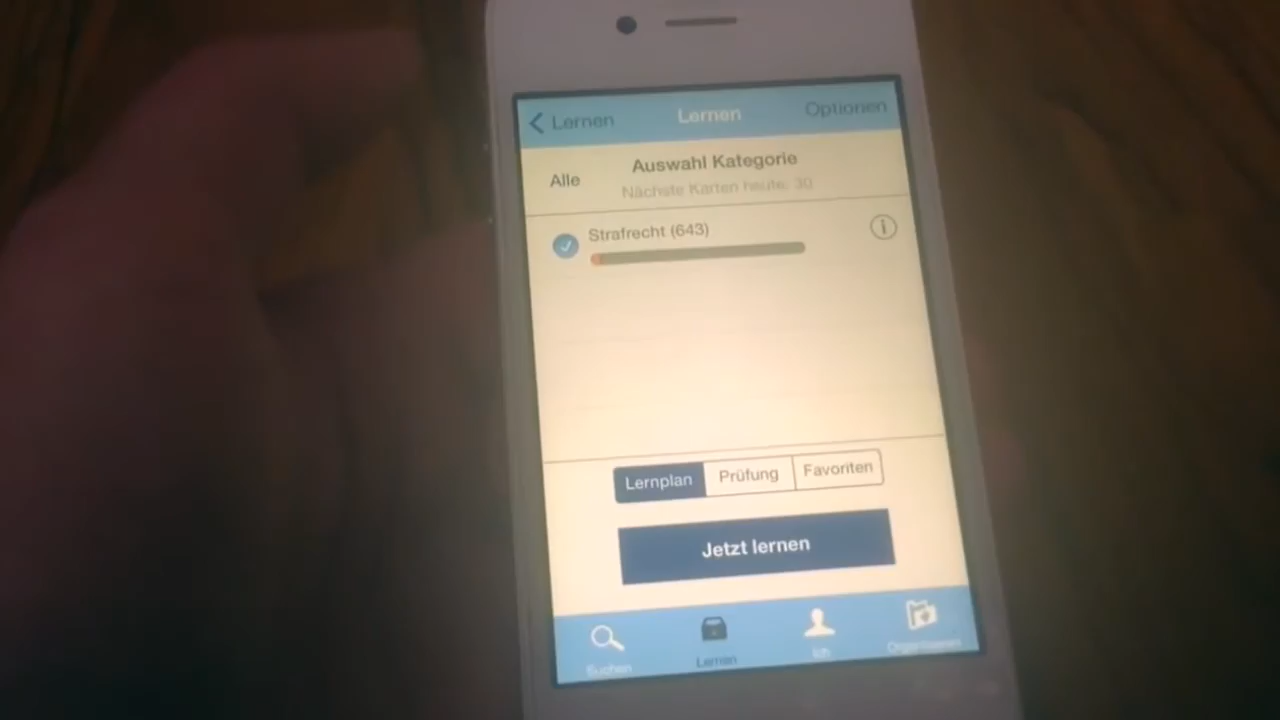 Lernen
Lernen
Optionen
Alle
Auswahl Kategorie
Nächste Karten heute: 30
Strafrecht (643)
Lernplan
Prüfung
Favoriten
Jetzt lernen
Suchen
Lernen
Ich
Organisieren